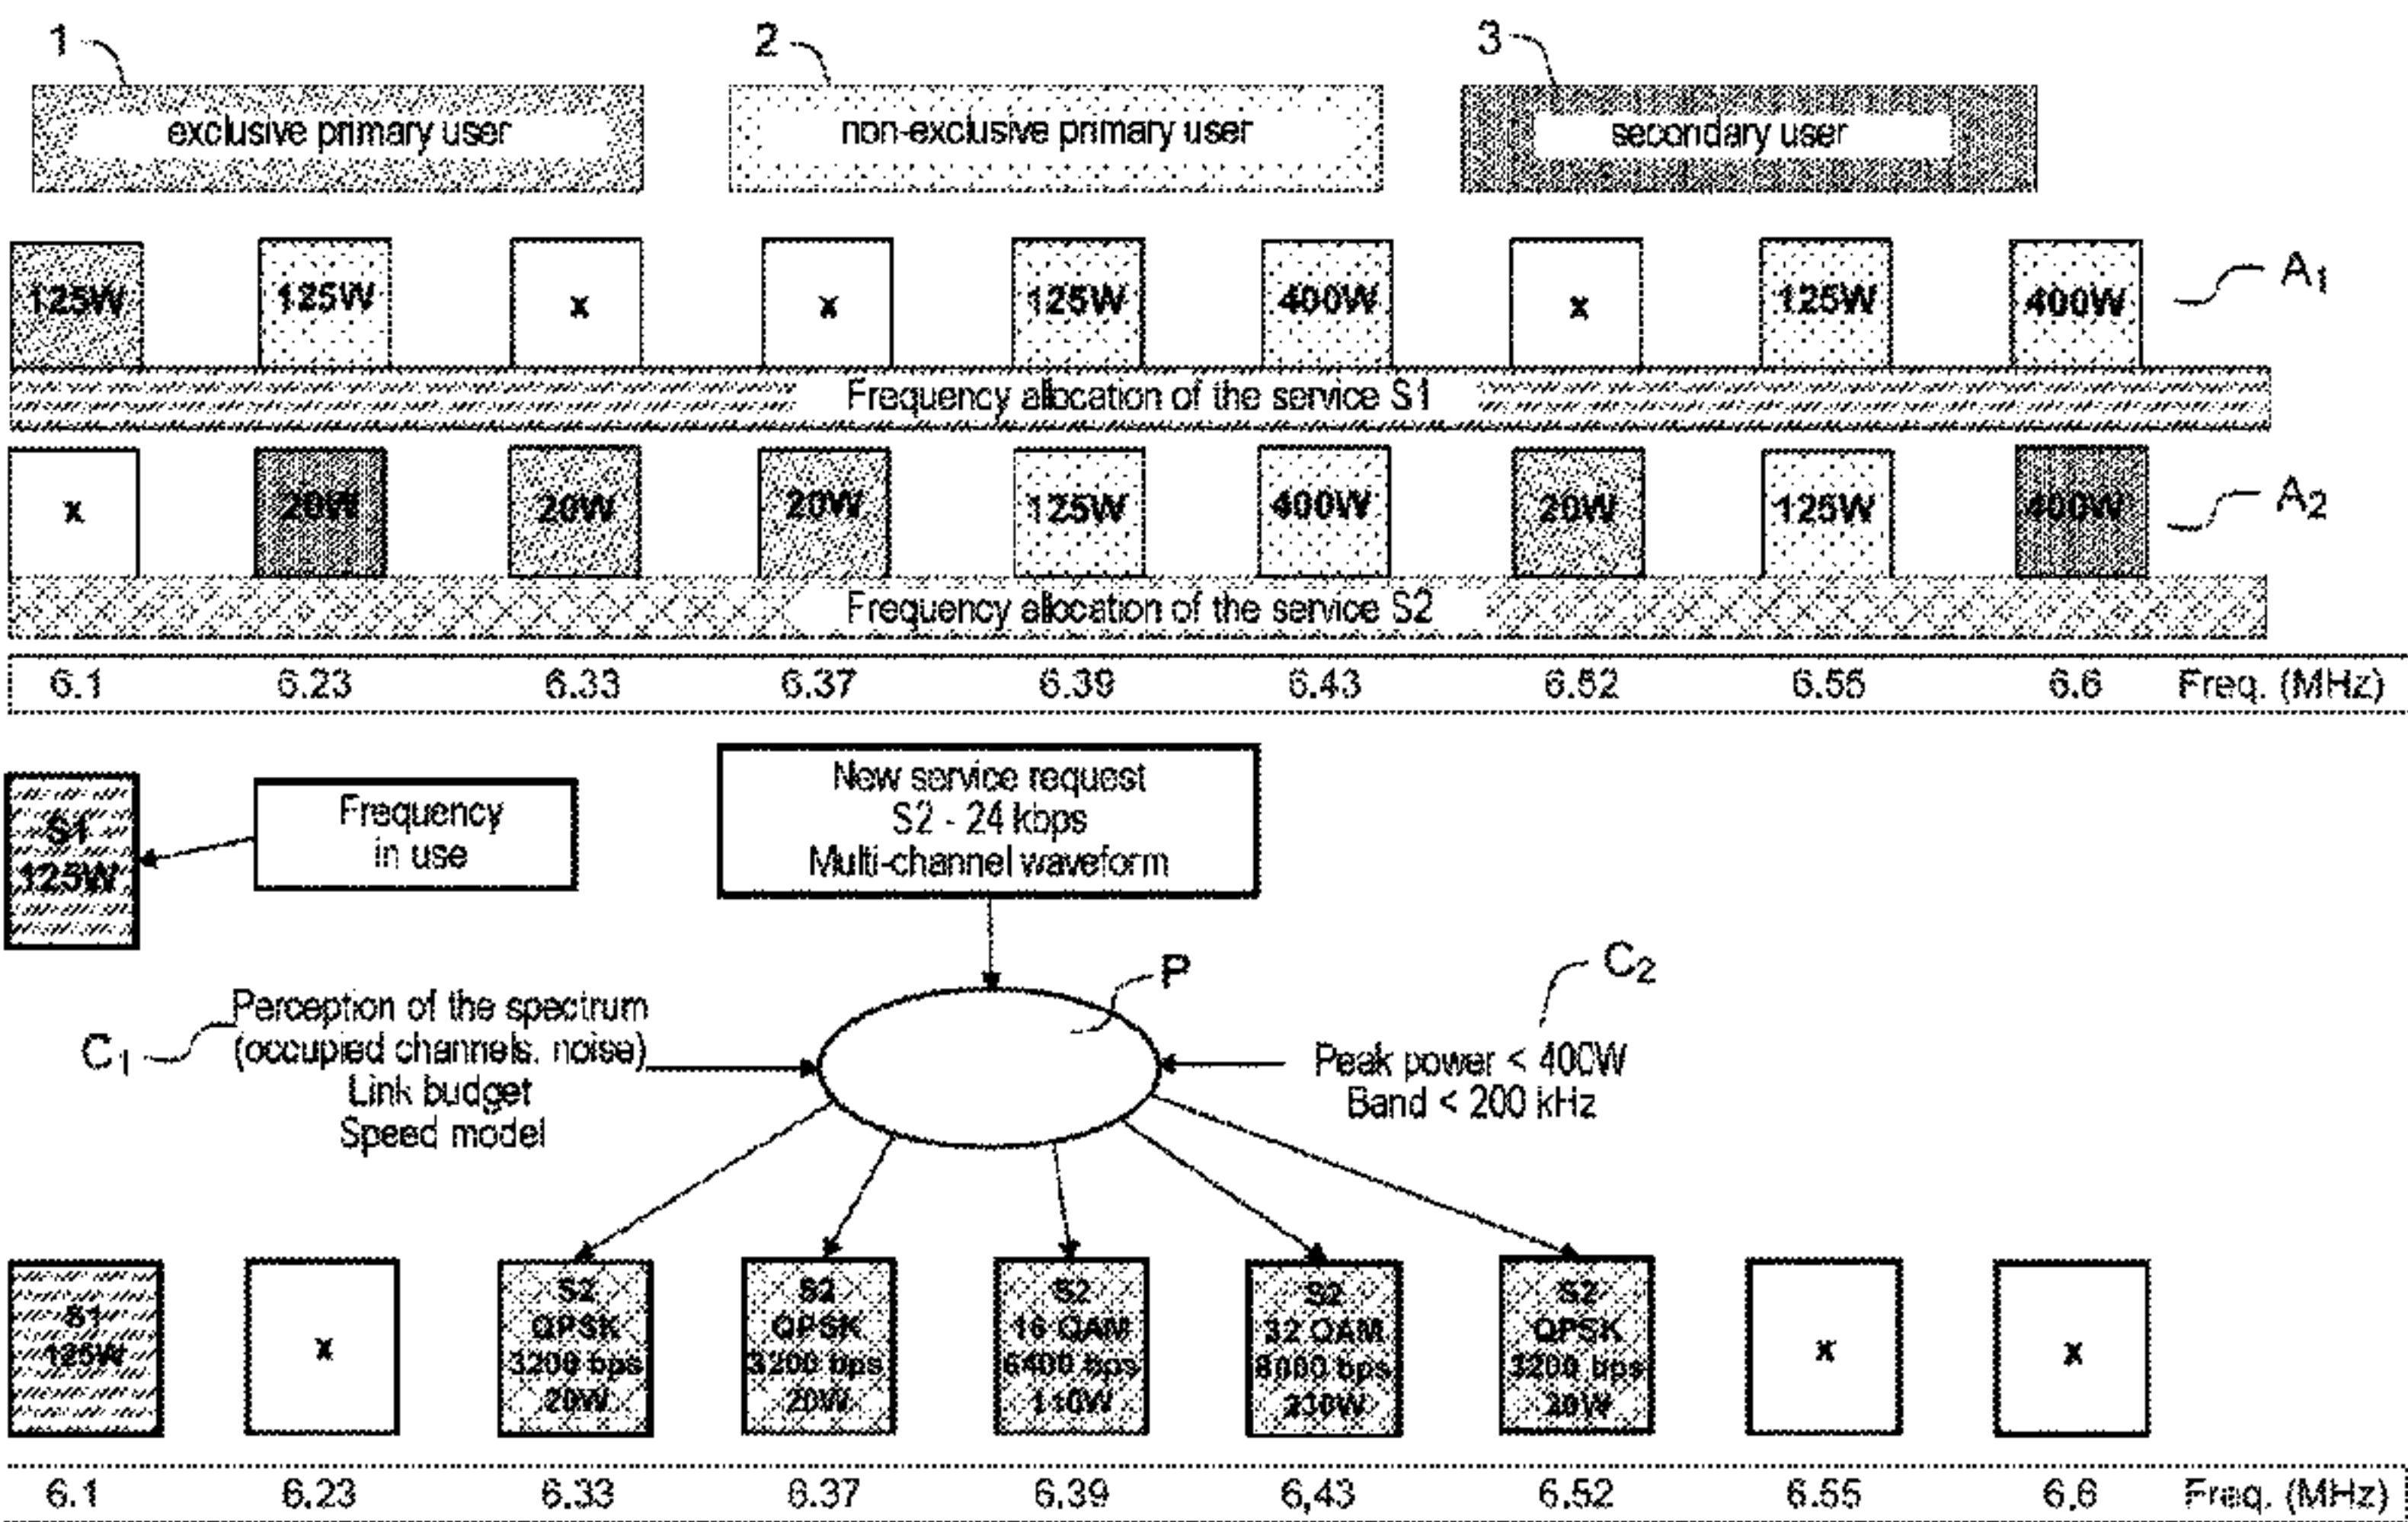 1
2
3
exclusive primary user
non-exclusive primary user
secondary user
125W
125W
x
x
125W
400W
x
125W
400W
A1
Frequency allocation of the service S1
x
20W
20W
20W
125W
400W
20W
125W
400W
A2
Frequency allocation of the service S2
6.1 6.23 6.33 6.37 6.39 6.43 6.52 6.55 6.6 Freq. (MHz)
S1
125W
Frequency
in use
New service request
S2 - 24 kbps
Multi-channel waveform
P
C2
C1
Perception of the spectrum
(occupied channels, noise)
Link budget
Speed model
Peak power < 400W
Band < 200 kHz
S1
125W
x
S2
QPSK
3200 bps
20W
S2
QPSK
3200 bps
20W
S2
16 QAM
6400 bps
110W
S2
32 QAM
8000 bps
230W
S2
QPSK
3200 bps
20W
x
x
6.1 6.23 6.33 6.37 6.39 6,43 6.52 6.55 6.6 Freq. (MHz)